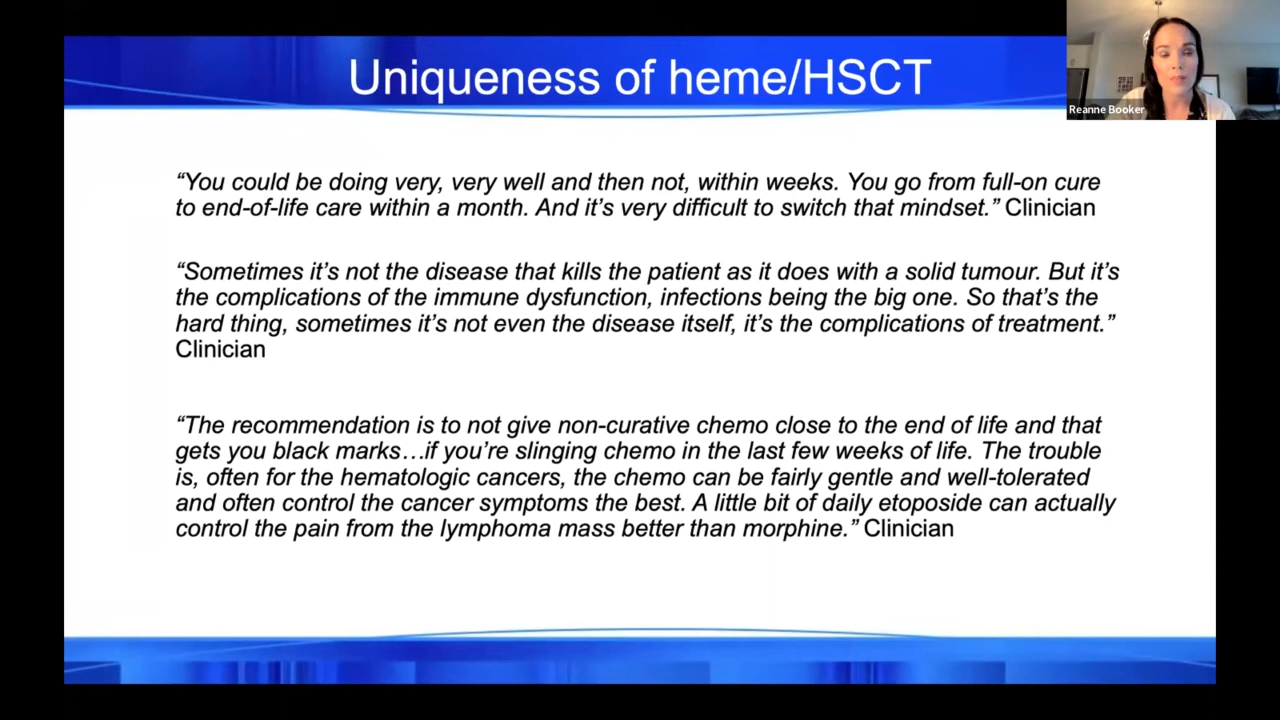 Uniqueness of heme/HSCT
Reanne Booker
“You could be doing very, very well and then not, within weeks. You go from full-on cure
to end-of-life care within a month. And it’s very difficult to switch that mindset.” Clinician
“Sometimes it’s not the disease that kills the patient as it does with a solid tumour. But it’s
the complications of the immune dysfunction, infections being the big one. So that’s the
hard thing, sometimes it’s not even the disease itself, it’s the complications of treatment.”
Clinician
“The recommendation is to not give non-curative chemo close to the end of life and that
gets you black marks…if you’re slinging chemo in the last few weeks of life. The trouble
is, often for the hematologic cancers, the chemo can be fairly gentle and well-tolerated
and often control the cancer symptoms the best. A little bit of daily etoposide can actually
control the pain from the lymphoma mass better than morphine.” Clinician